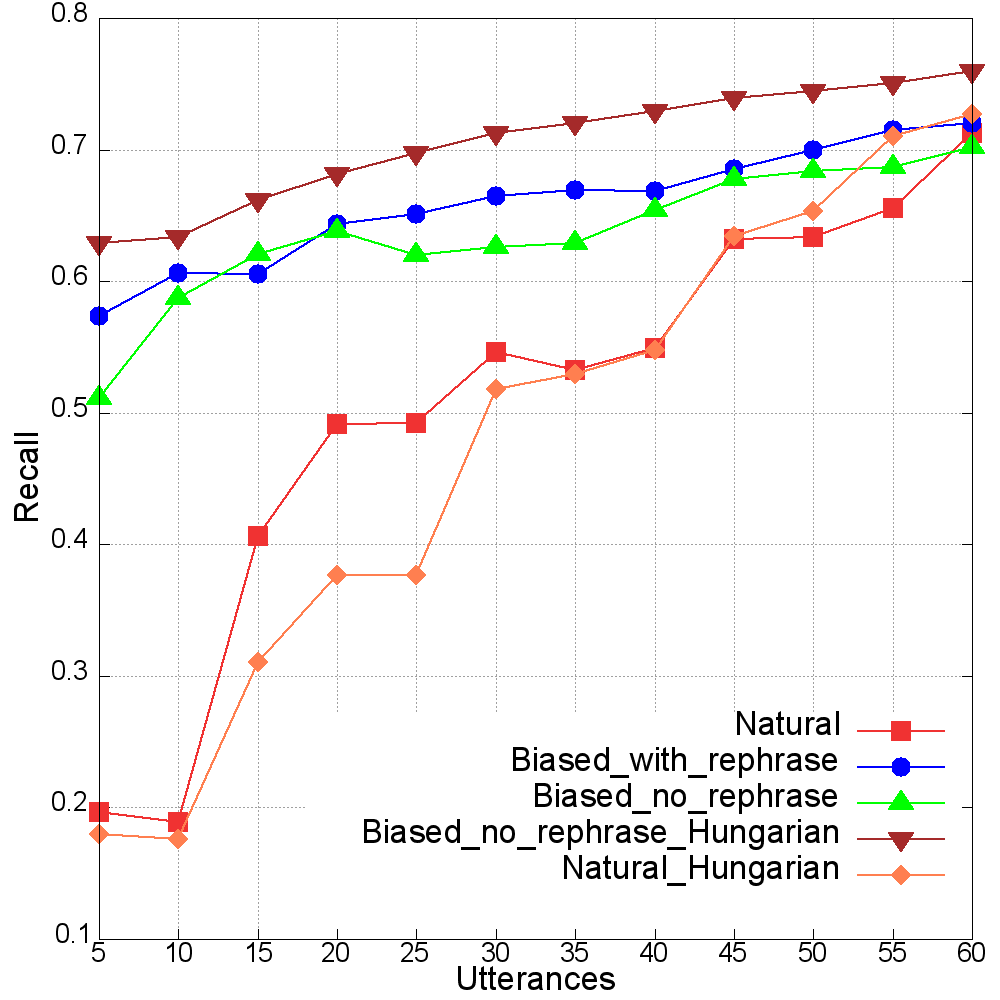 0.8
0.7
0.6
0.5
0.4
0.3
0.2
0.1
Recall
Natural
Biased_with_rephrase
Biased_no_rephrase
Biased_no_rephrase_Hungarian
Natural_Hungarian
5 10 15 20 25 30 35 40 45 50 55 60
Utterances